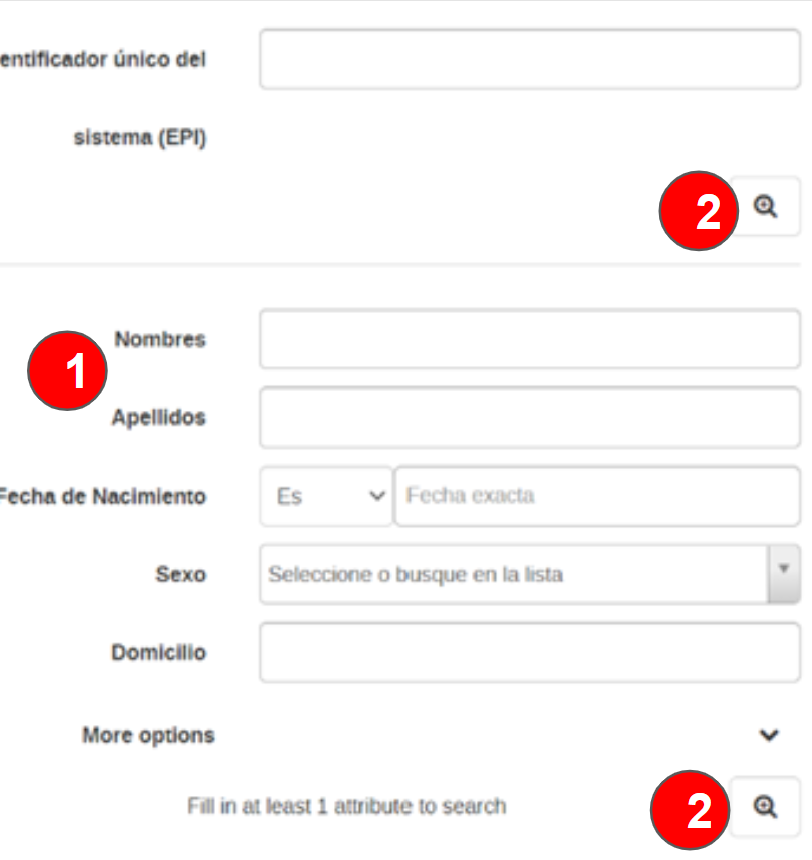 entificador único del
sistema (EPI)
2
Nombres
1
Apellidos
Fecha de Nacimiento Es Fecha exacta
Sexo Seleccione o busque en la lista
Domicilio
More options
Fill in at least 1 attribute to search 2